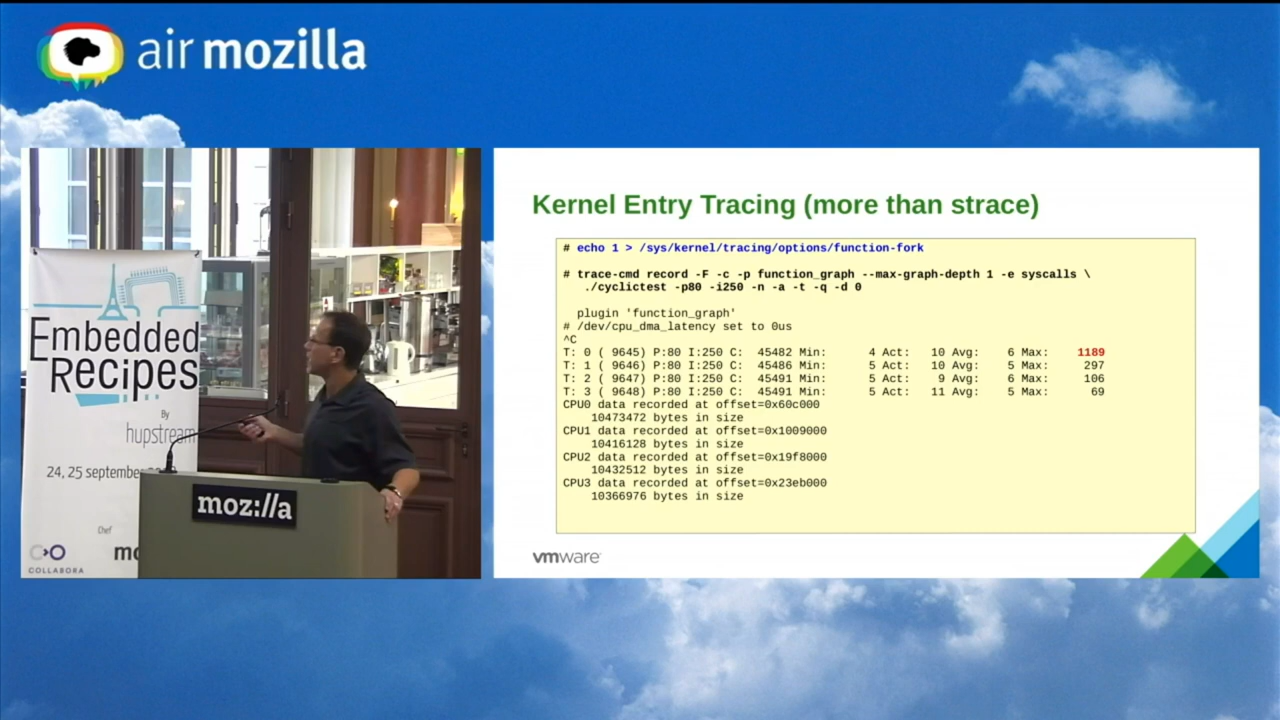 air mozilla
Embedded
Recipes
By
hupstream
24, 25 september
Chef
COLLABORA
mo
moz://a
Kernel Entry Tracing (more than strace)
# echo 1 > /sys/kernel/tracing/options/function-fork
# trace-cmd record -F -c -p function_graph --max-graph-depth 1 -e syscalls \
./cyclictest -p80 -i250 -n -a -t -q -d 0
plugin 'function_graph'
# /dev/cpu_dma_latency set to 0us
^C
T: 0 ( 9645) P:80 I:250 C: 45482 Min: 4 Act: 10 Avg: 6 Max: 1189
T: 1 ( 9646) P:80 I:250 C: 45486 Min: 5 Act: 10 Avg: 5 Max: 297
T: 2 ( 9647) P:80 I:250 C: 45491 Min: 5 Act: 9 Avg: 6 Max: 106
T: 3 ( 9648) P:80 I:250 C: 45491 Min: 5 Act: 11 Avg: 5 Max: 69
CPU0 data recorded at offset=0x60c000
10473472 bytes in size
CPU1 data recorded at offset=0x1009000
10416128 bytes in size
CPU2 data recorded at offset=0x19f8000
10432512 bytes in size
CPU3 data recorded at offset=0x23eb000
10366976 bytes in size
vmware